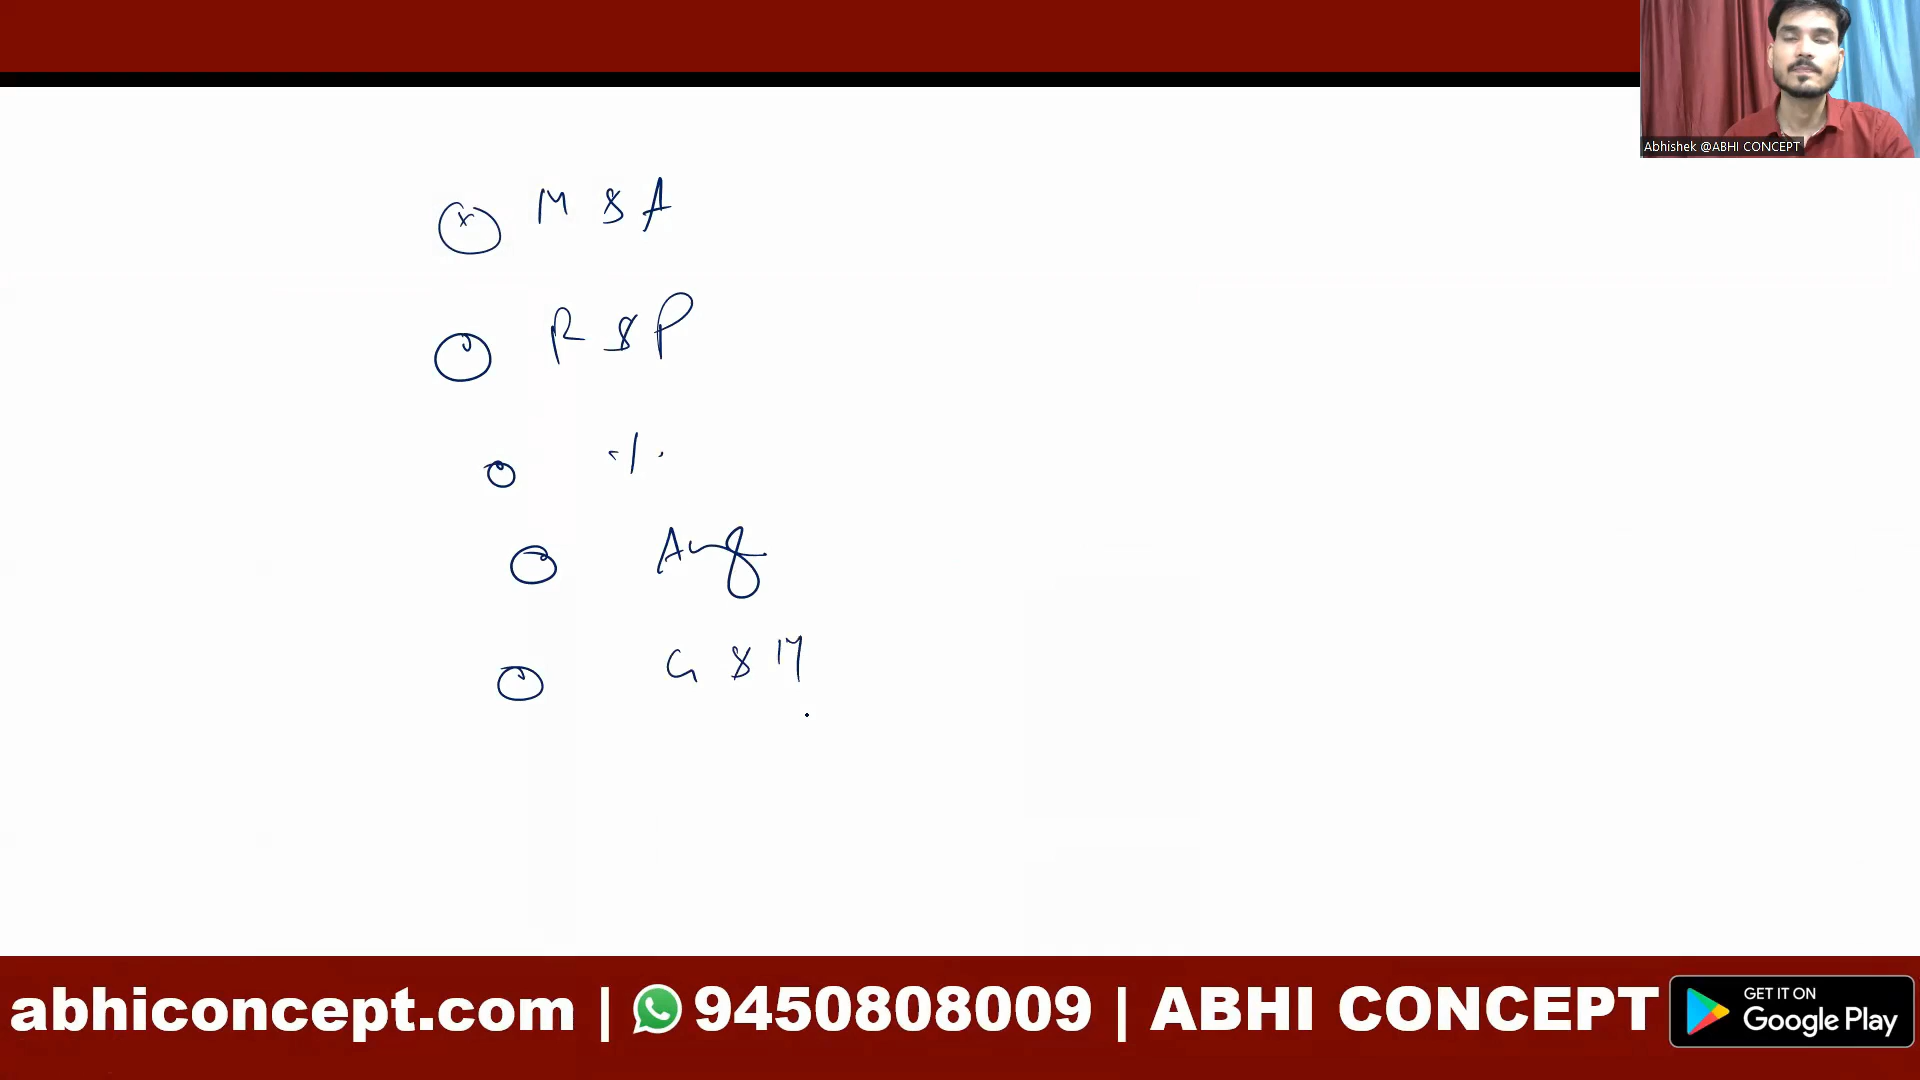 Abhishek @ABHI CONCEPT
M & A
R & P
%
Avg
G & M
abhiconcept.com | 9450808009 | ABHI CONCEPT
GET IT ON
Google Play